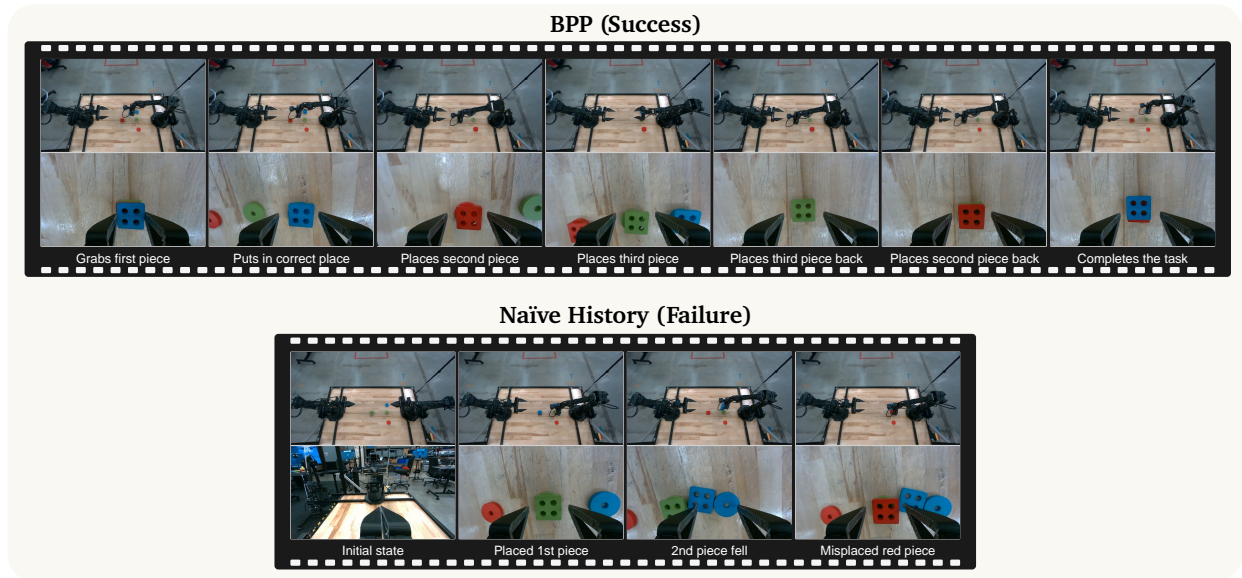 BPP (Success)
Grabs first piece
Puts in correct place
Places second piece
Places third piece
Places third piece back
Places second piece back
Completes the task
Naïve History (Failure)
Initial state
Placed 1st piece
2nd piece fell
Misplaced red piece